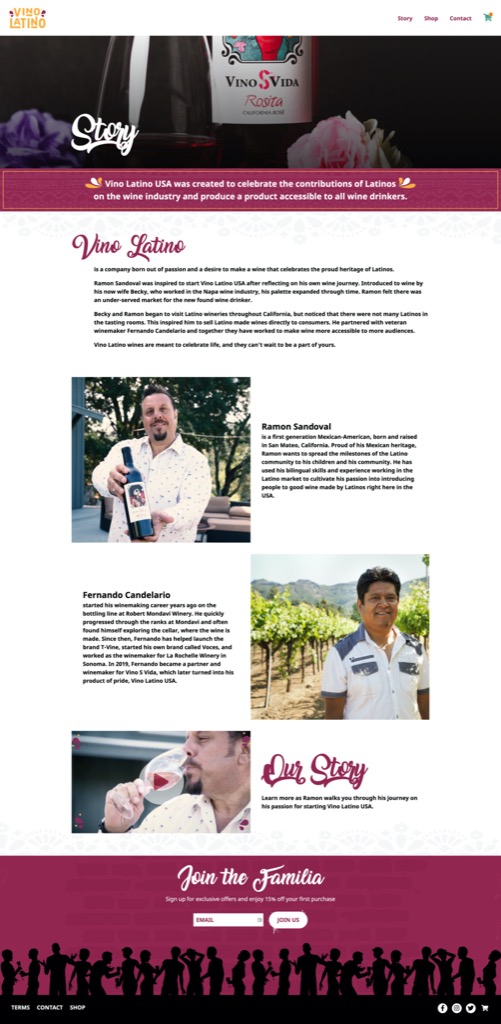 VINO
LATINO
Story
Shop
Contact
VINO S VIDA
Rosita
CALIFORNIA ROSÉ
Story
Vino Latino USA was created to celebrate the contributions of Latinos
on the wine industry and produce a product accessible to all wine drinkers.
Vino Latino
is a company born out of passion and a desire to make a wine that celebrates the proud heritage of Latinos.
Ramon Sandoval was inspired to start Vino Latino USA after reflecting on his own wine journey. Introduced to wine by
his now wife Becky, who worked in the Napa wine industry, his palette expanded through time. Ramon felt there was
an under-served market for the new found wine drinker.
Becky and Ramon began to visit Latino wineries throughout California, but noticed that there were not many Latinos in
the tasting rooms. This inspired him to sell Latino made wines directly to consumers. He partnered with veteran
winemaker Fernando Candelario and together they have worked to make wine more accessible to more audiences.
Vino Latino wines are meant to celebrate life, and they can't wait to be a part of yours.
Ramon Sandoval
is a first generation Mexican-American, born and raised
in San Mateo, California. Proud of his Mexican heritage,
Ramon wants to spread the milestones of the Latino
community to his children and his community. He has
used his bilingual skills and experience working in the
Latino market to cultivate his passion into introducing
people to good wine made by Latinos right here in the
USA.
Fernando Candelario
started his winemaking career years ago on the
bottling line at Robert Mondavi Winery. He quickly
progressed through the ranks at Mondavi and often
found himself exploring the cellar, where the wine is
made. Since then, Fernando has helped launch the
brand T-Vine, started his own brand called Voces, and
worked as the winemaker for La Rochelle Winery in
Sonoma. In 2019, Fernando became a partner and
winemaker for Vino S Vida, which later turned into his
product of pride, Vino Latino USA.
Our Story
Learn more as Ramon walks you through his journey on
his passion for starting Vino Latino USA.
Join the Familia
Sign up for exclusive offers and enjoy 15% off your first purchase
EMAIL
JOIN US
TERMS
CONTACT
SHOP